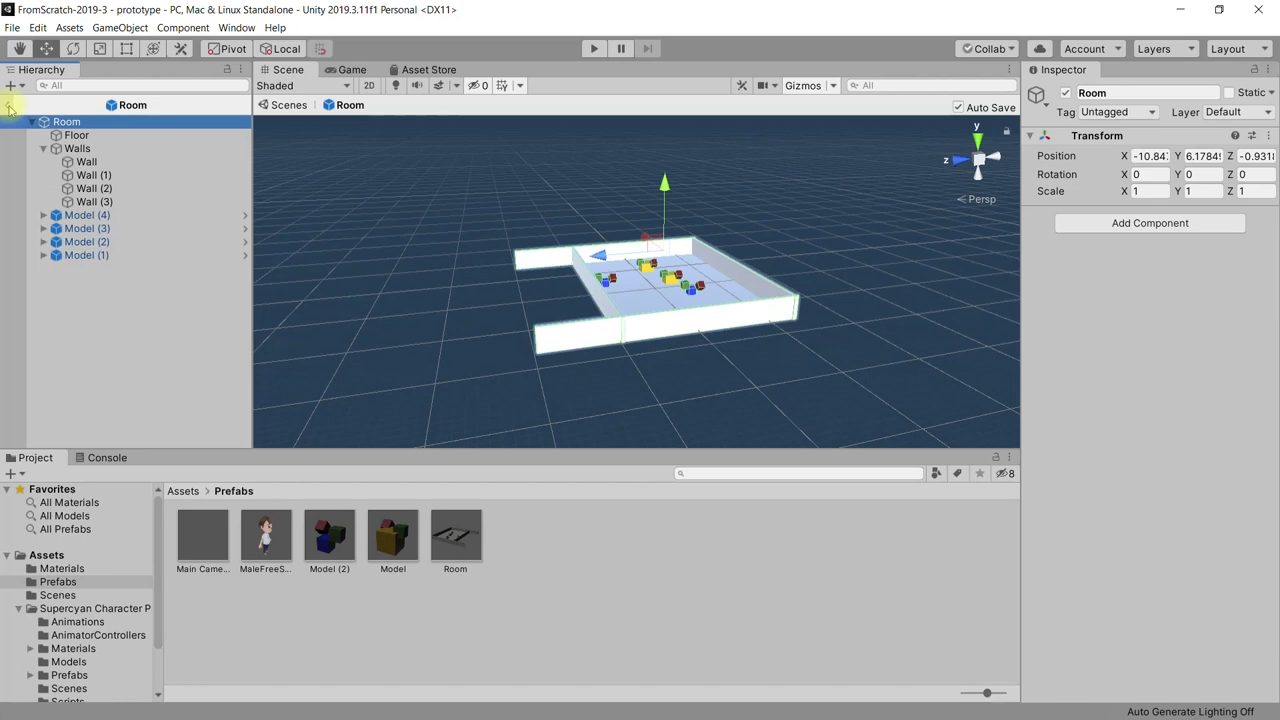 FromScratch-2019-3 - prototype - PC, Mac & Linux Standalone - Unity 2019.3.11f1 Personal <DX11>
File Edit Assets GameObject Component Window Help
Pivot Local Collab Account Layers Layout
Hierarchy
All
Room
Room
Floor
Walls
Wall
Wall (1)
Wall (2)
Wall (3)
Model (4)
Model (3)
Model (2)
Model (1)
Scene Game Asset Store
Shaded 2D 0 Gizmos All
Scenes Room Auto Save
y
z
Persp
Inspector
Room Static
Tag Untagged Layer Default
Transform
Position X -10.84 Y 6.178 Z -0.931
Rotation X 0 Y 0 Z 0
Scale X 1 Y 1 Z 1
Add Component
Project Console
8
Favorites
All Materials
All Models
All Prefabs
Assets
Materials
Prefabs
Scenes
Supercyan Character P
Animations
AnimatorControllers
Materials
Models
Prefabs
Scenes
Assets > Prefabs
Main Came...
MaleFreeS...
Model (2)
Model
Room
Auto Generate Lighting Off